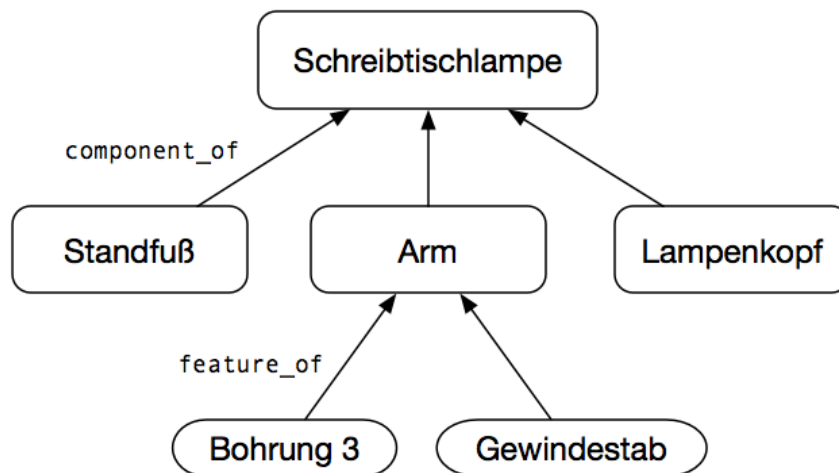 Schreibtischlampe
component_of
Standfuß
Arm
Lampenkopf
feature_of
Bohrung 3
Gewindestab